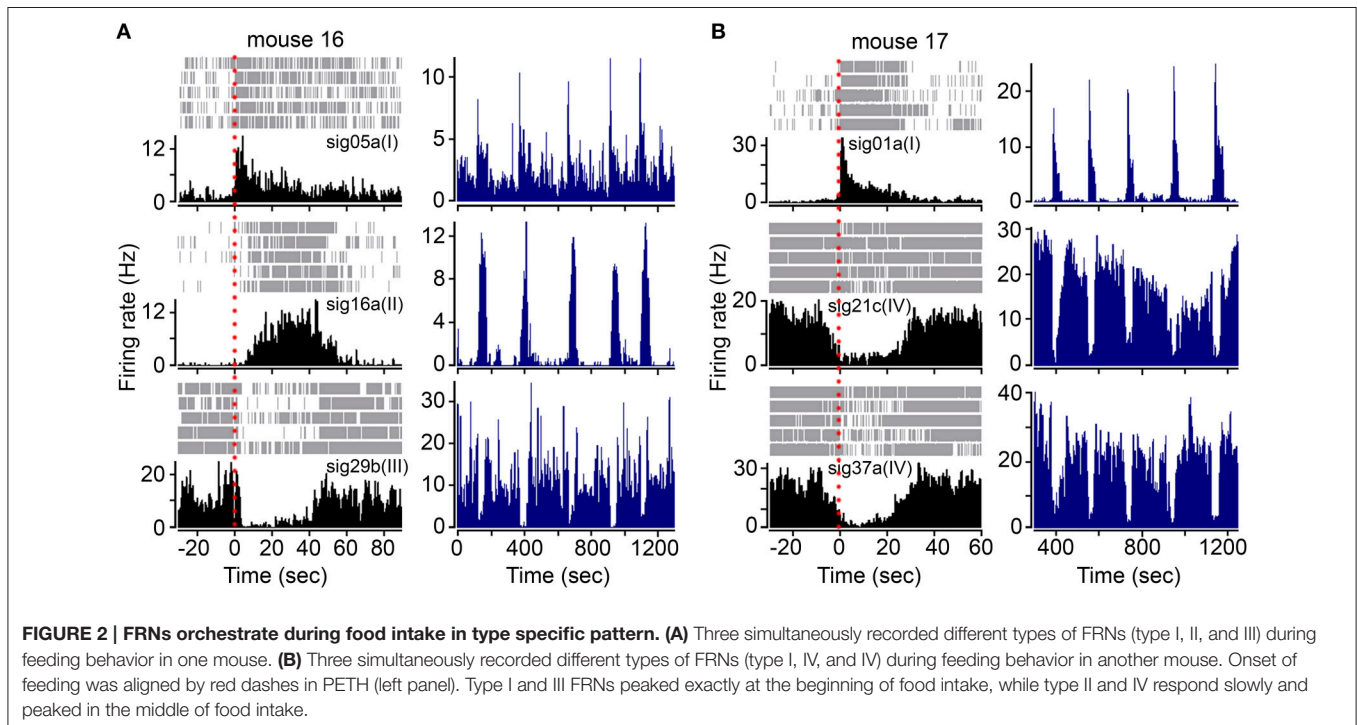 A
mouse 16
sig05a(I)
12
0
10
5
0
sig16a(II)
12
0
12
8
4
0
sig29b(III)
20
0
30
20
10
0
Firing rate (Hz)
-20 0 20 40 60 80
Time (sec)
0 400 800 1200
Time (sec)
B
mouse 17
sig01a(I)
30
0
20
10
0
sig21c(IV)
20
0
30
20
10
0
sig37a(IV)
30
0
40
20
0
Firing rate (Hz)
-20 0 20 40 60
Time (sec)
400 800 1200
Time (sec)
FIGURE 2 | FRNs orchestrate during food intake in type specific pattern. (A) Three simultaneously recorded different types of FRNs (type I, II, and III) during
feeding behavior in one mouse. (B) Three simultaneously recorded different types of FRNs (type I, IV, and IV) during feeding behavior in another mouse. Onset of
feeding was aligned by red dashes in PETH (left panel). Type I and III FRNs peaked exactly at the beginning of food intake, while type II and IV respond slowly and
peaked in the middle of food intake.